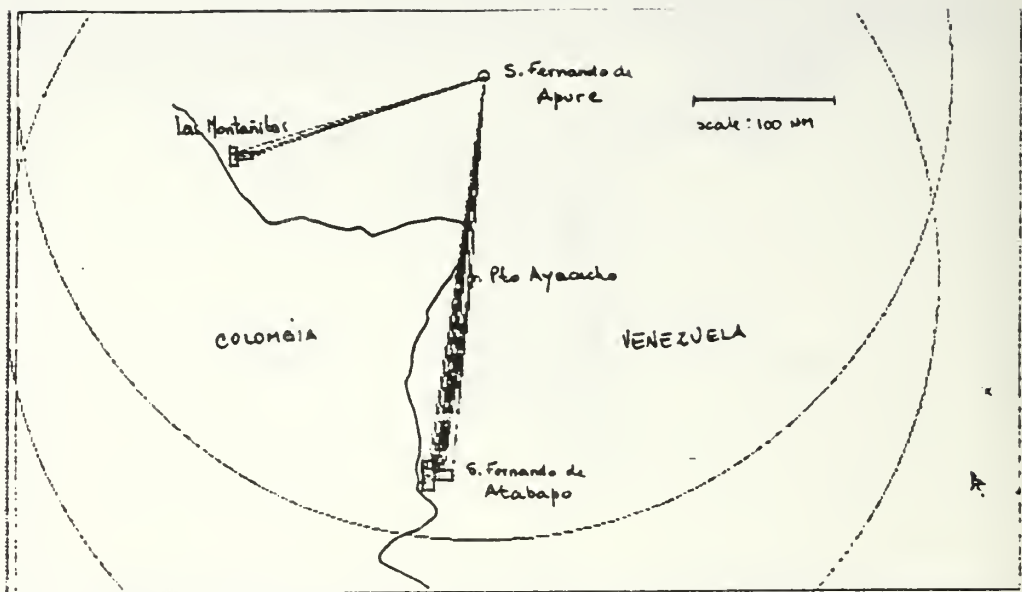 S. Fernando de
Apure
Las Montañitas
scale : 100 NM
Pto Ayacucho
COLOMBIA
VENEZUELA
S. Fernando de
Atabapo